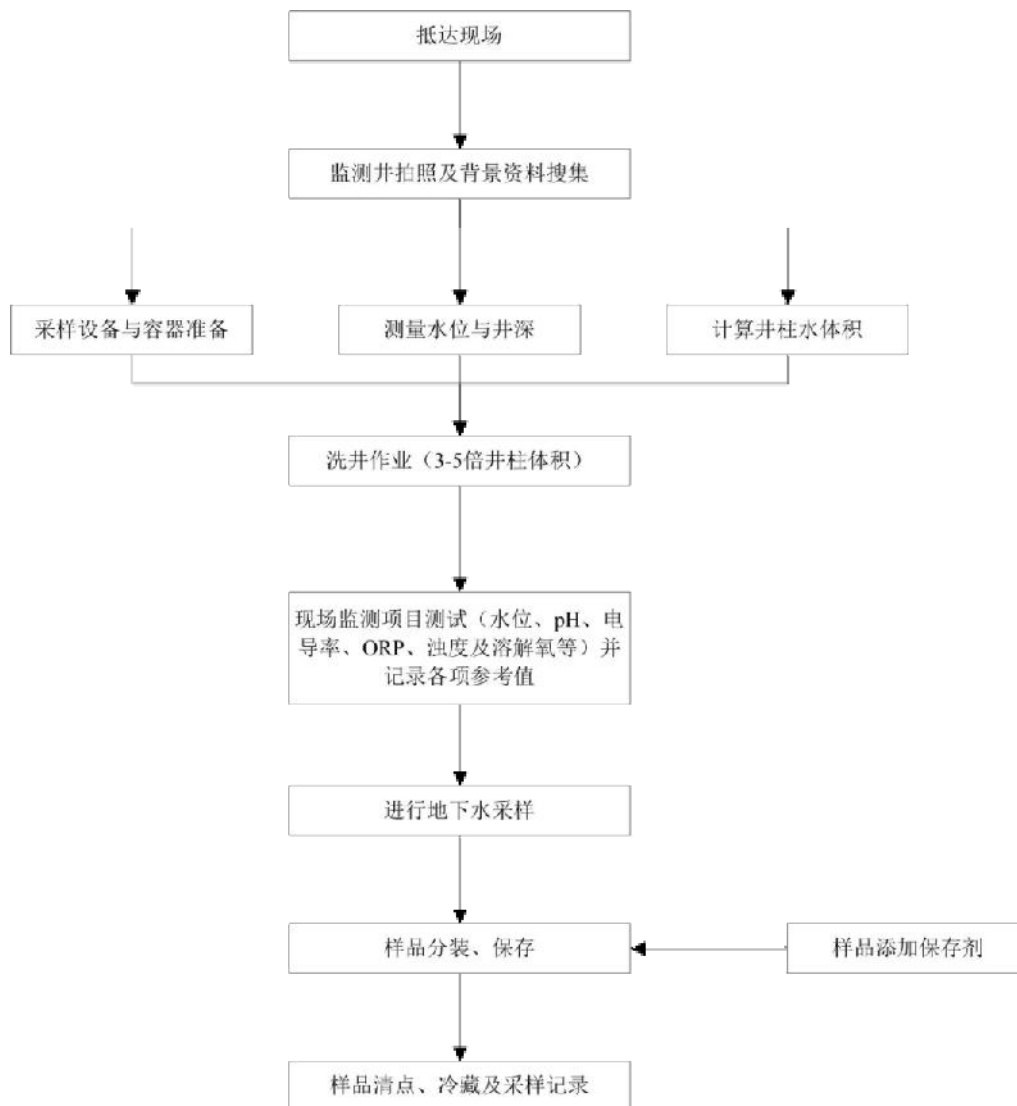 抵达现场
监测井拍照及背景资料搜集
采样设备与容器准备
测量水位与井深
计算井柱水体积
洗井作业（3-5倍井柱体积）
现场监测项目测试（水位、pH、电
导率、ORP、浊度及溶解氧等）并
记录各项参考值
进行地下水采样
样品分装、保存
样品添加保存剂
样品清点、冷藏及采样记录